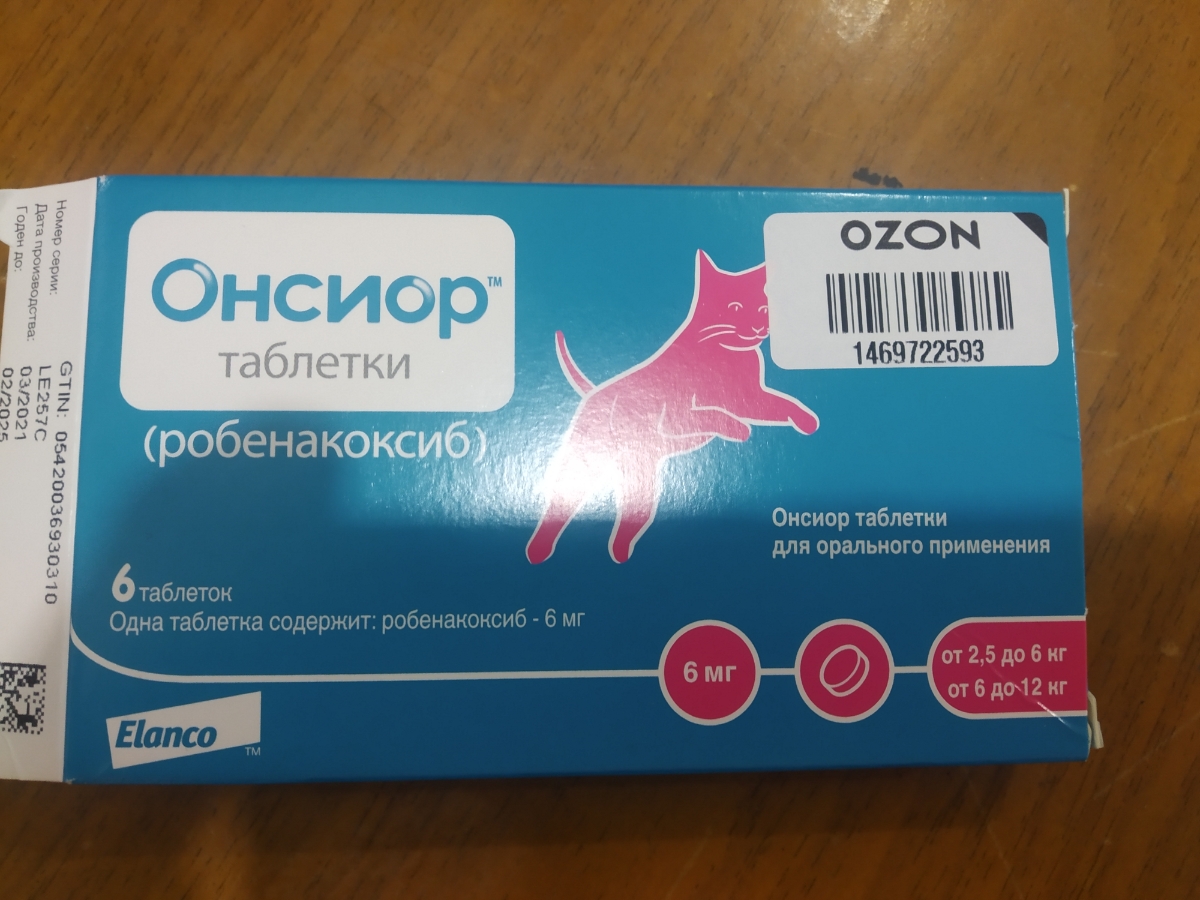 Онсиор™
таблетки
(робенакоксиб)
OZON
1469722593
Онсиор таблетки
для орального применения
6 таблеток
Одна таблетка содержит: робенакоксиб - 6 мг
6 мг
от 2,5 до 6 кг
от 6 до 12 кг
Elanco™
GTIN: 05420036930310
Номер серии: LE257C
Дата производства: 03/2021
Годен до: 02/2025